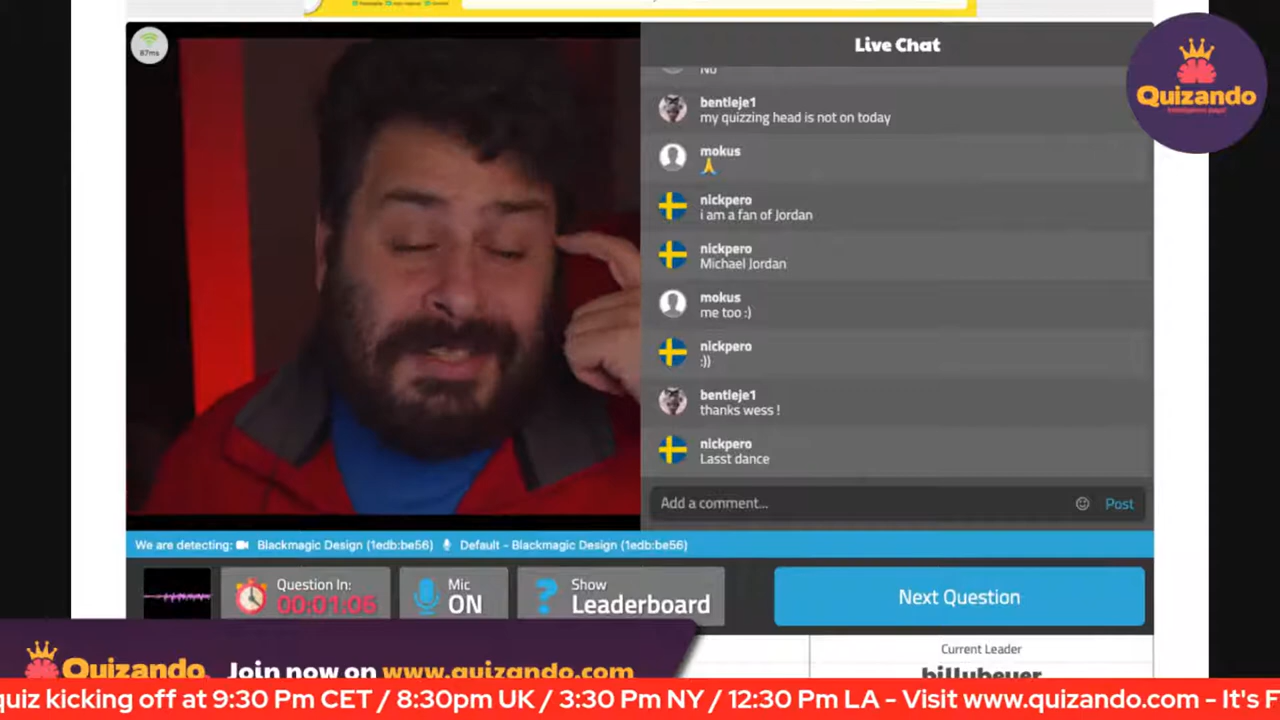 87ms
Live Chat
No
bentleje1
my quizzing head is not on today
mokus
nickpero
i am a fan of Jordan
nickpero
Michael Jordan
mokus
me too :)
nickpero
:))
bentleje1
thanks wess !
nickpero
Lasst dance
Add a comment...
Post
Quizando
We are detecting: Blackmagic Design (1edb:be56) Default - Blackmagic Design (1edb:be56)
Question In:
00:01:06
Mic
ON
Show
Leaderboard
Next Question
Current Leader
billybeyer
Quizando
Join now on www.quizando.com
quiz kicking off at 9:30 Pm CET / 8:30pm UK / 3:30 Pm NY / 12:30 Pm LA - Visit www.quizando.com - It's F